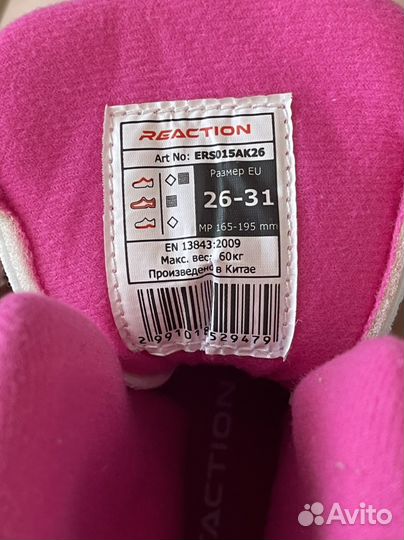 REACTION
Art No: ERS015AK26
Размер EU
26-31
MP 165-195 mm
EN 13843:2009
Макс. вес: 60кг
Произведено в Китае
REACTION
Avito